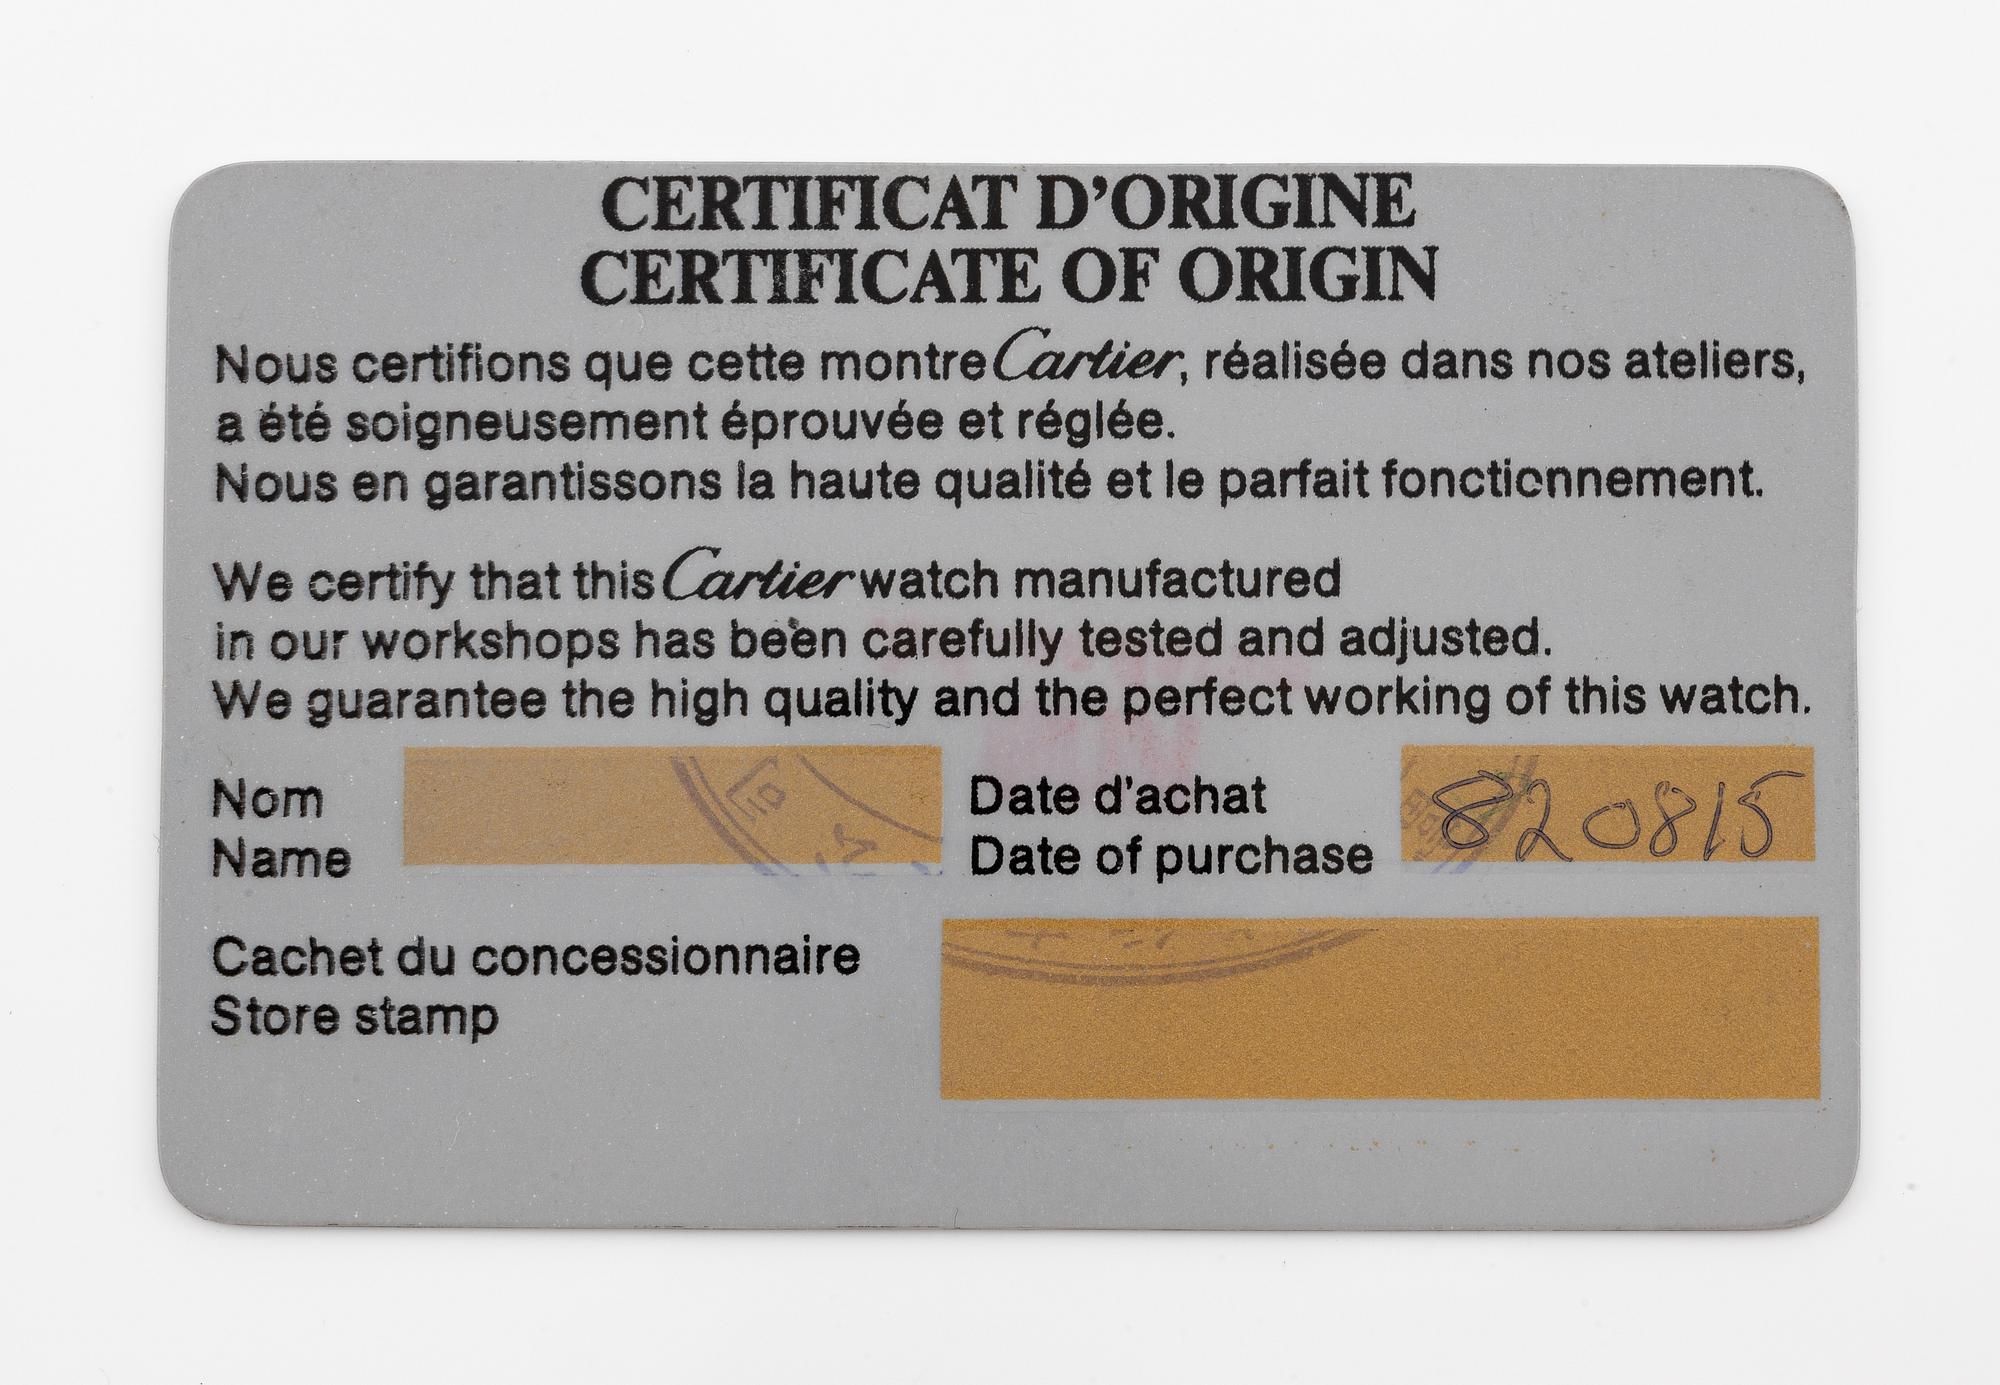 CERTIFICAT D'ORIGINE
CERTIFICATE OF ORIGIN
Nous certifions que cette montre Cartier, réalisée dans nos ateliers,
a été soigneusement éprouvée et réglée.
Nous en garantissons la haute qualité et le parfait fonctionnement.
We certify that this Cartier watch manufactured
in our workshops has been carefully tested and adjusted.
We guarantee the high quality and the perfect working of this watch.
Nom
Name
Date d'achat
Date of purchase
820815
Cachet du concessionnaire
Store stamp